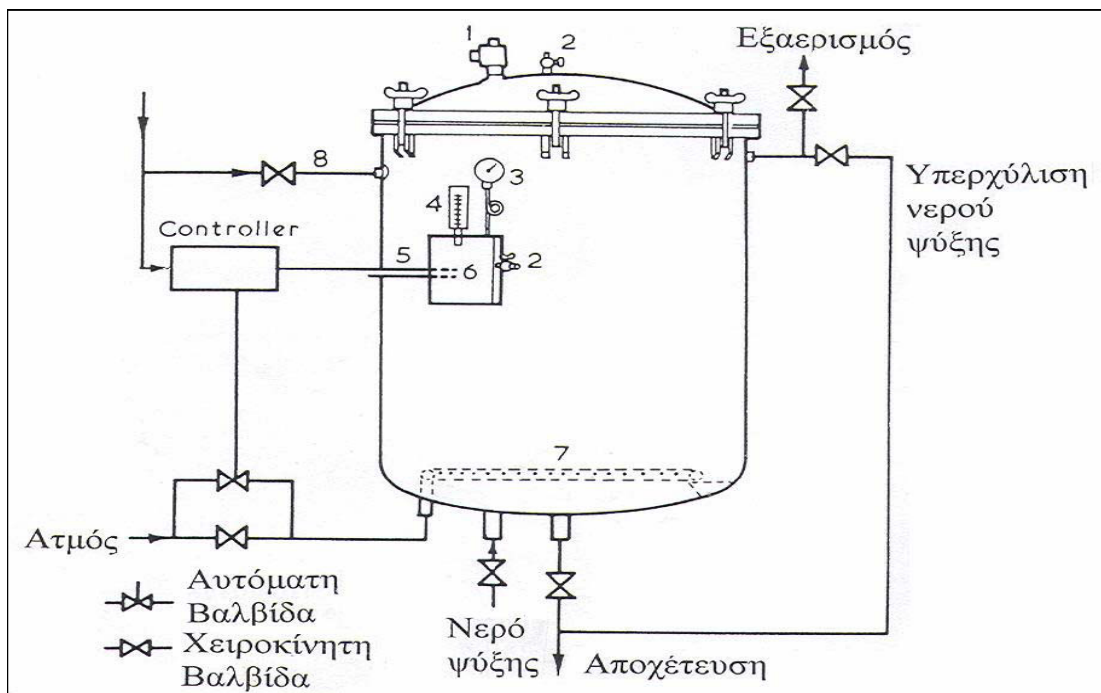 1
2
Εξαερισμός
8
3
4
Υπερχύλιση
νερού
ψύξης
Controller
5
6
2
7
Ατμός
Αυτόματη
Βαλβίδα
Χειροκίνητη
Βαλβίδα
Νερό
ψύξης
Αποχέτευση